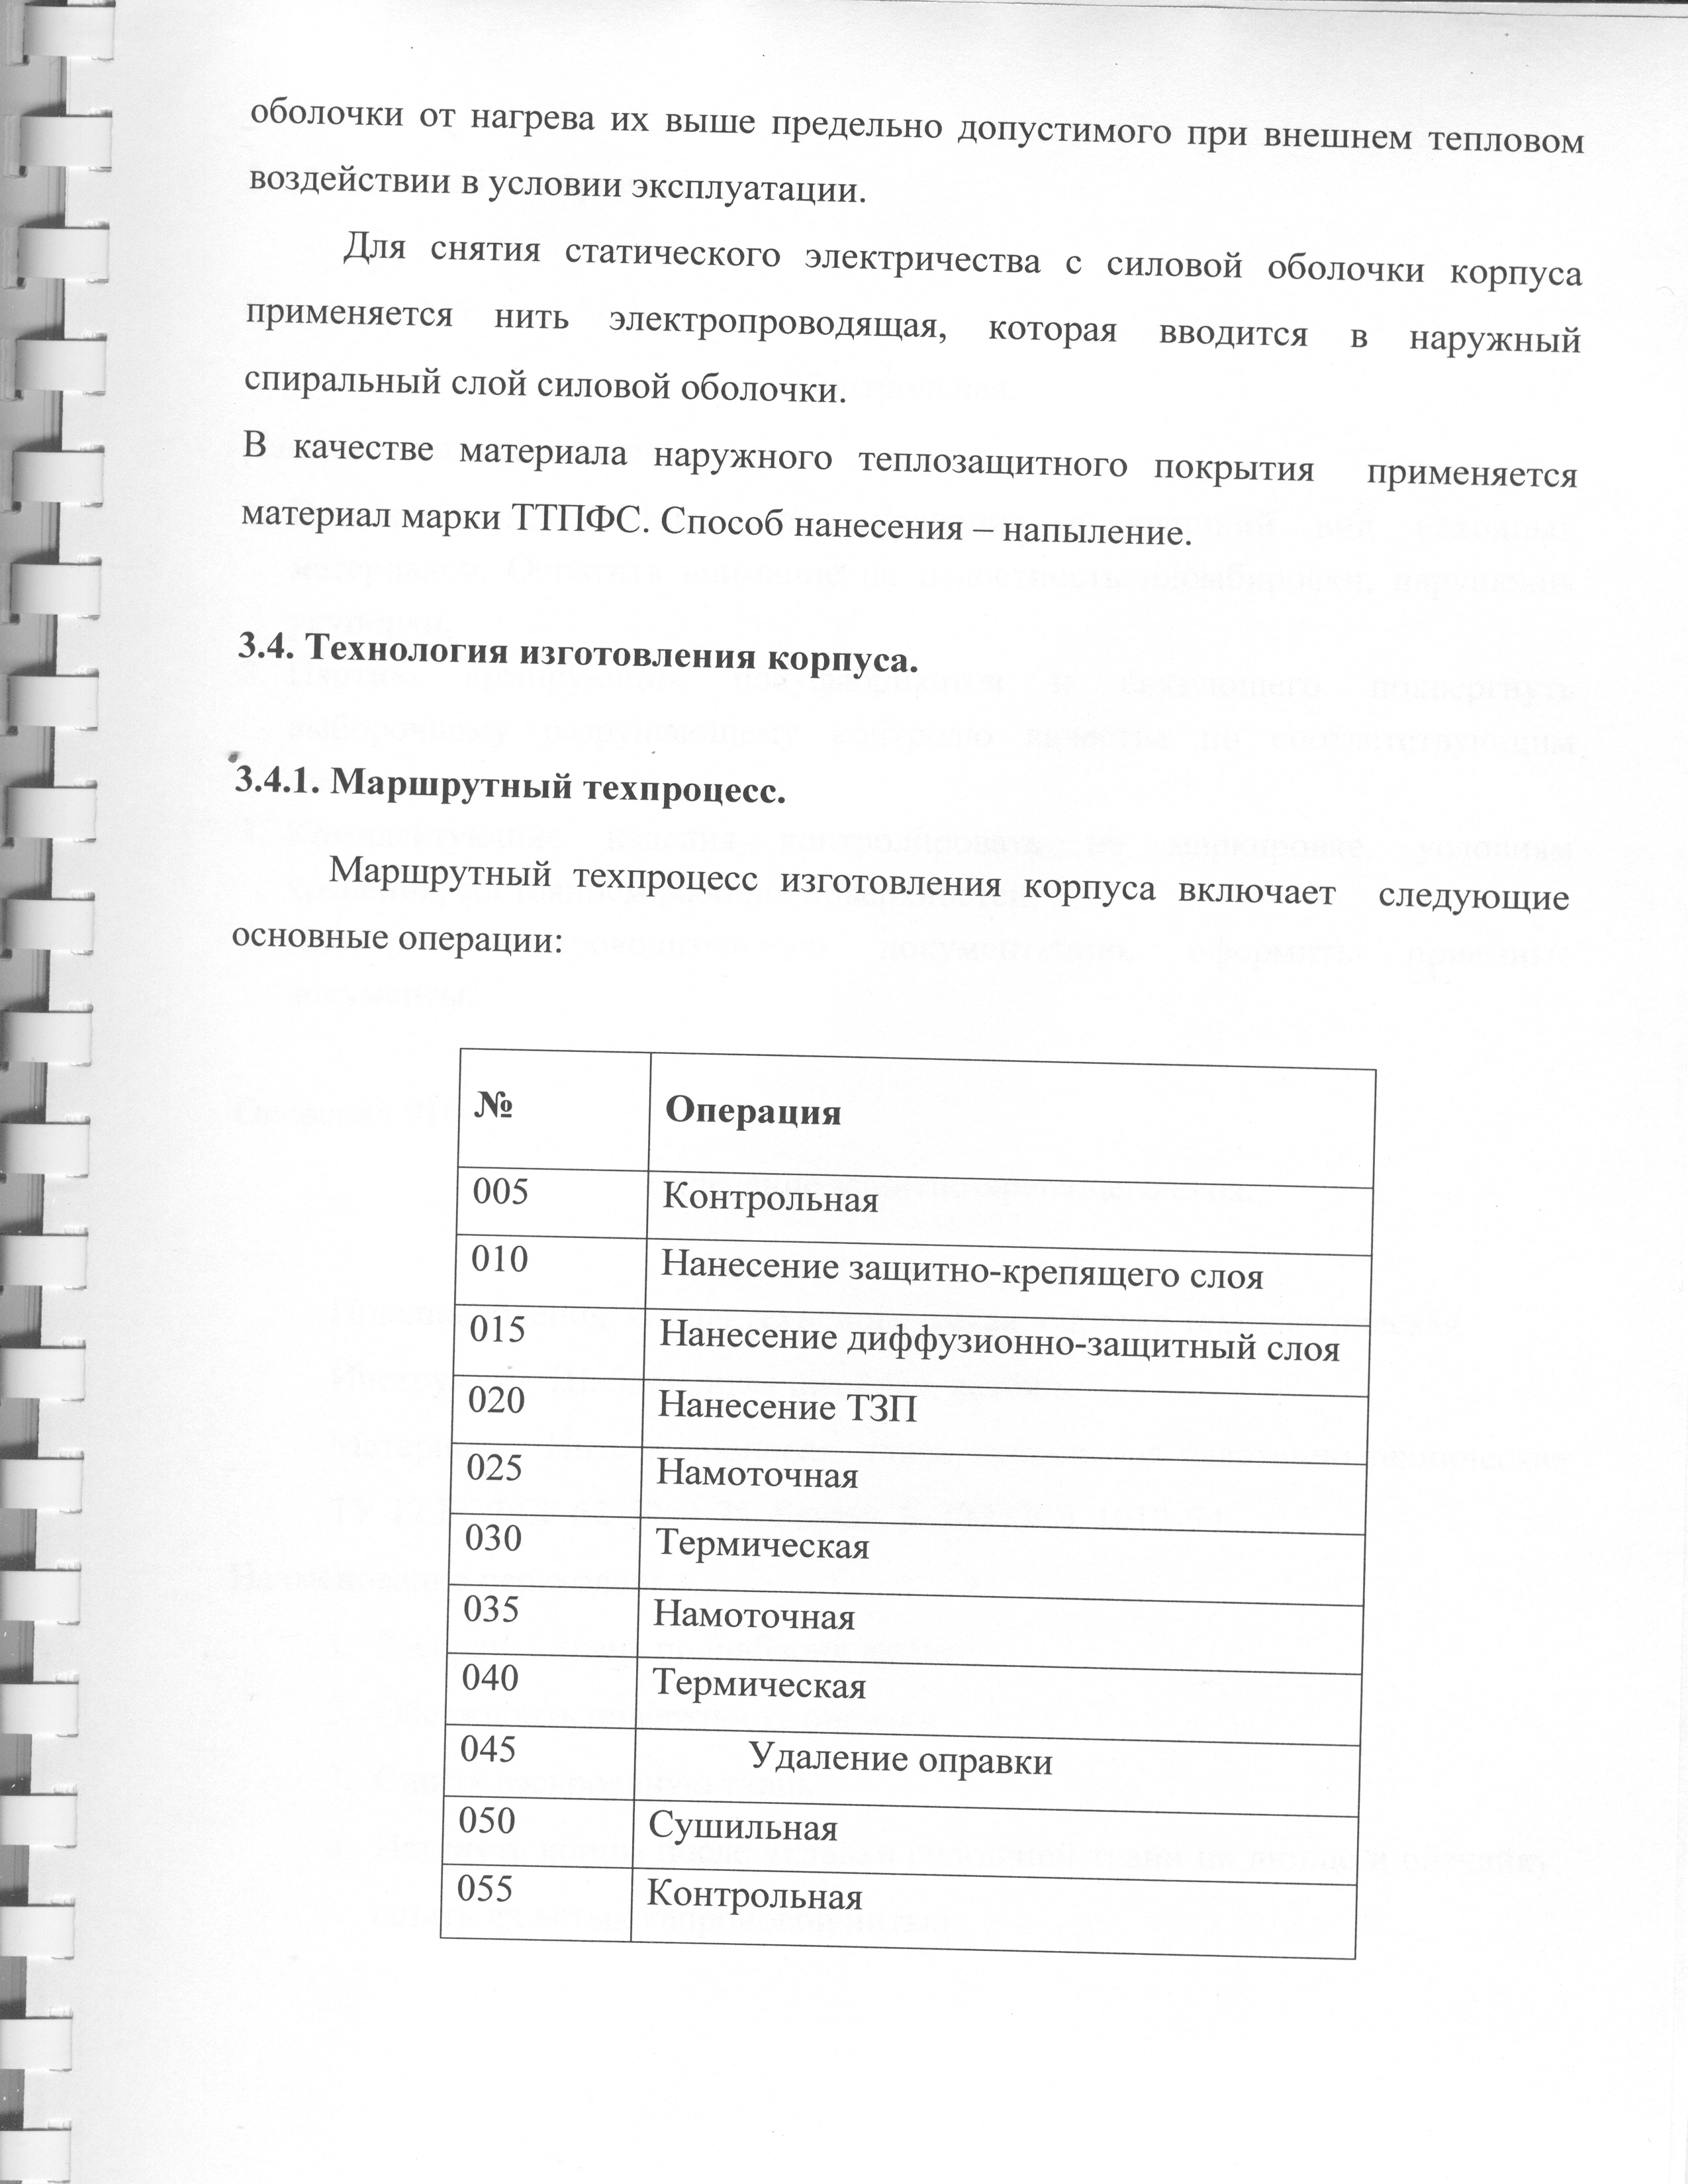 оболочки от нагрева их выше предельно допустимого при внешнем тепловом
воздействии в условии эксплуатации.
Для снятия статического электричества с силовой оболочки корпуса
применяется нить электропроводящая, которая вводится в наружный
спиральный слой силовой оболочки.
В качестве материала наружного теплозащитного покрытия применяется
материал марки ТТПФС. Способ нанесения – напыление.
3.4. Технология изготовления корпуса.
3.4.1. Маршрутный техпроцесс.
Маршрутный техпроцесс изготовления корпуса включает следующие
основные операции:
№ Операция
005 Контрольная
010 Нанесение защитно-крепящего слоя
015 Нанесение диффузионно-защитный слоя
020 Нанесение ТЗП
025 Намоточная
030 Термическая
035 Намоточная
040 Термическая
045 Удаление оправки
050 Сушильная
055 Контрольная